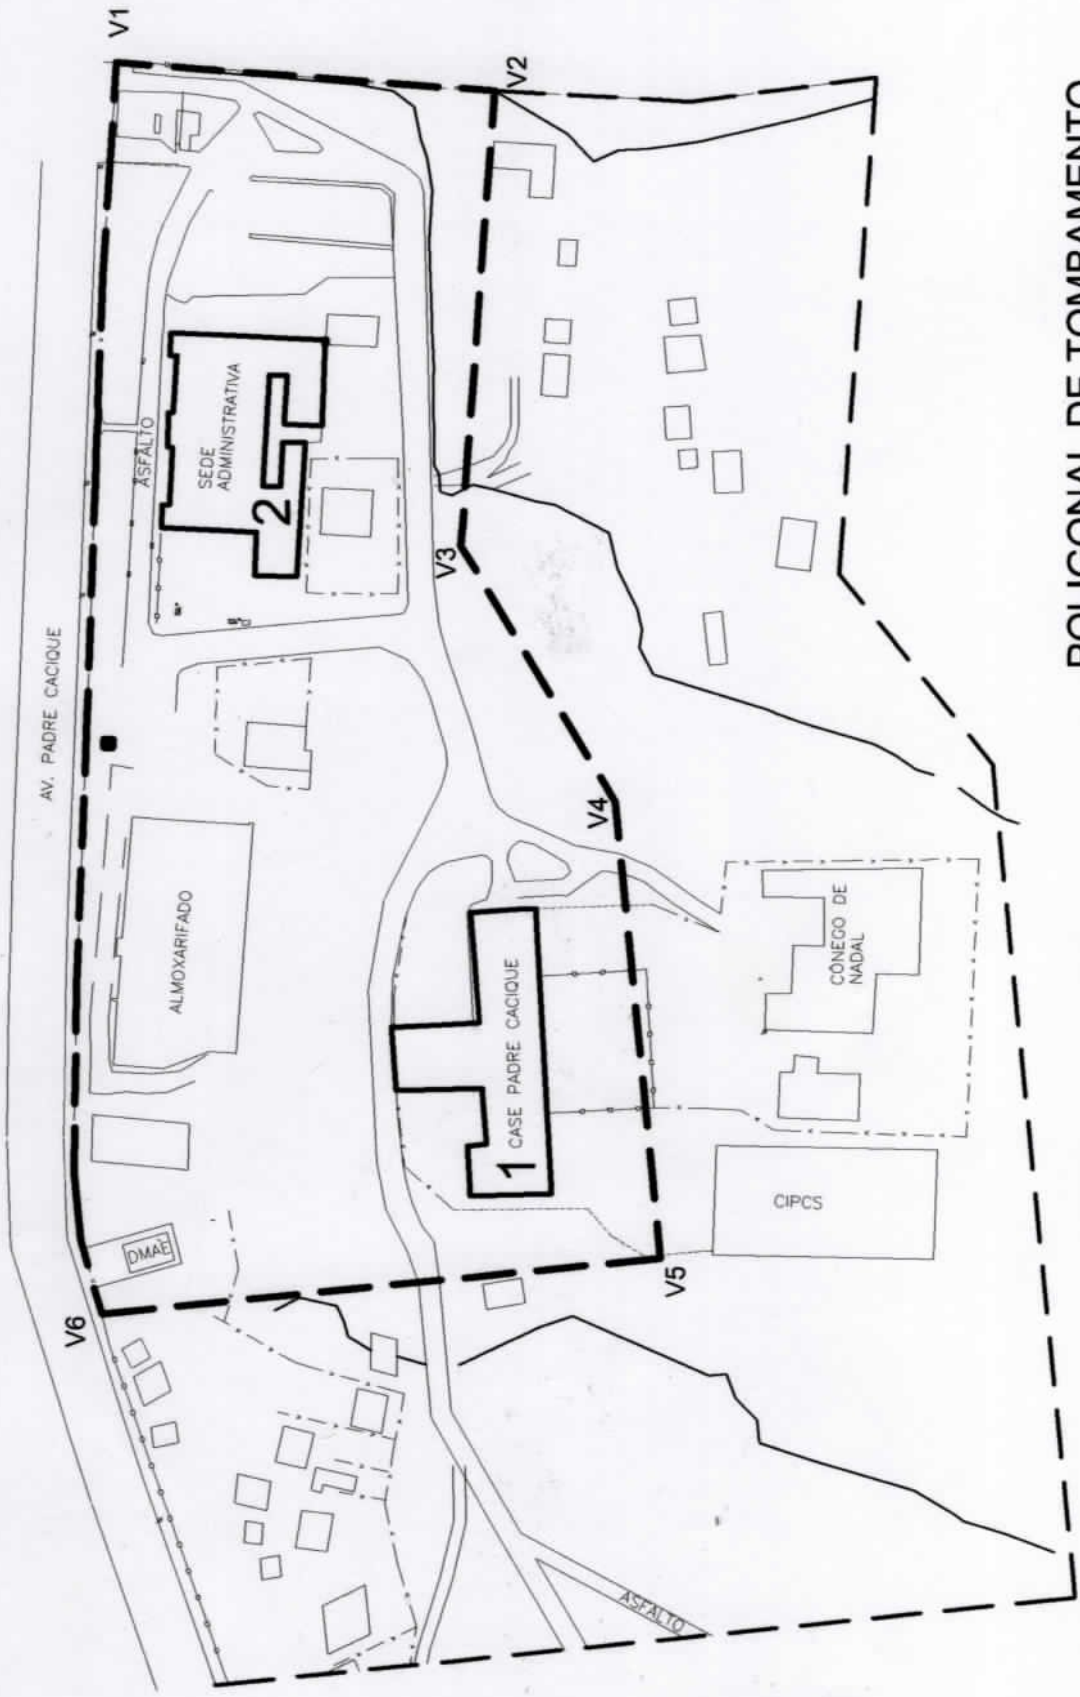 V1
V2
AV. PADRE CACIQUE
ASFALTO
SEDE
ADMINISTRATIVA
2
V3
V4
ALMOXARIFADO
1
CASE PADRE CACIQUE
CÔNEGO DE
NADAL
CIPCS
DMAE
V5
V6
ASFALTO
POLIGONAL DE TOMBAMENTO